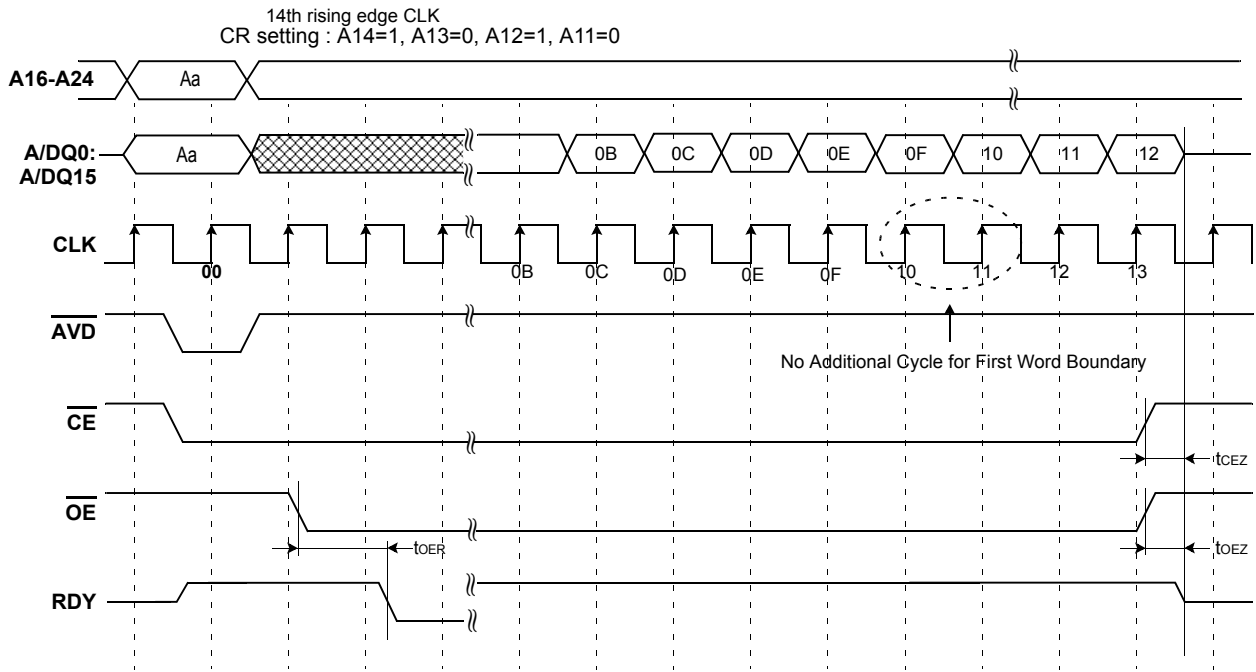 14th rising edge CLK
CR setting : A14=1, A13=0, A12=1, A11=0
A16-A24
Aa
A/DQ0:
A/DQ15
Aa
0B 0C 0D 0E 0F 10 11 12
CLK
00 0B 0C 0D 0E 0F 10 11 12 13
AVD
No Additional Cycle for First Word Boundary
CE
tCEZ
OE
tOER
tOEZ
RDY